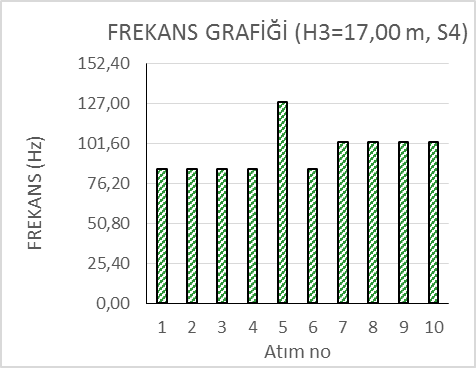 FREKANS GRAFİĞİ (H3=17,00 m, S4)
152,40
127,00
101,60
76,20
50,80
25,40
0,00
FREKANS (Hz)
1 2 3 4 5 6 7 8 9 10
Atım no